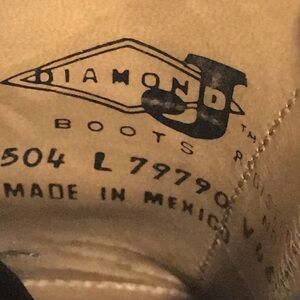 DIAMOND J
BOOTS
504 L 79790
MADE IN MEXICO